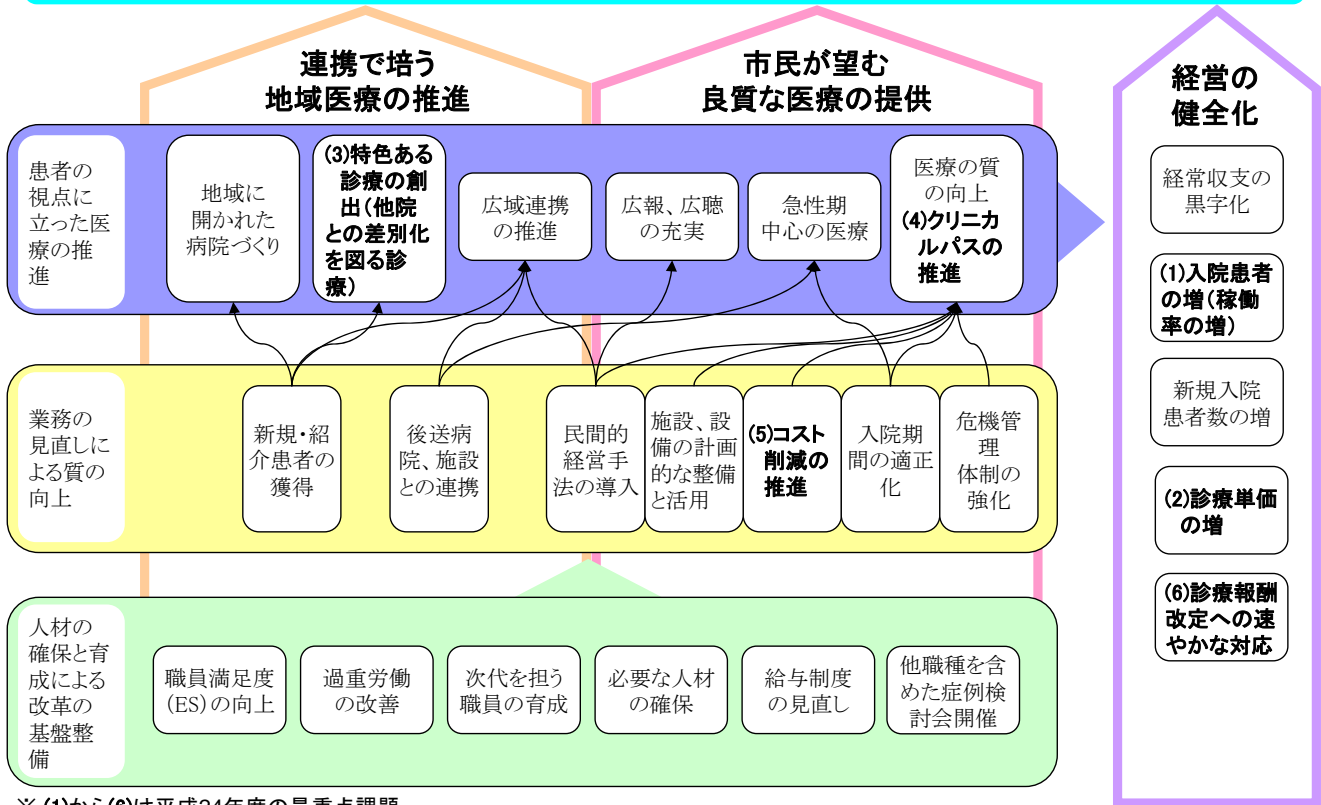 連携で培う
地域医療の推進
市民が望む
良質な医療の提供
経営の
健全化
患者の
視点に
立った医
療の推
進
地域に
開かれた
病院づくり
(3)特色ある
診療の創
出(他院
との差別化
を図る診
療)
広域連携
の推進
広報、広聴
の充実
急性期
中心の医療
医療の質
の向上
(4)クリニカ
ルパスの
推進
業務の
見直しに
よる質の
向上
新規・紹
介患者の
獲得
後送病
院、施設
との連携
民間的
経営手
法の導入
施設、設
備の計画
的な整備
と活用
(5)コスト
削減の
推進
入院期
間の適正
化
危機管
理
体制の
強化
人材の
確保と育
成による
改革の
基盤整
備
職員満足度
(ES)の向上
過重労働
の改善
次代を担う
職員の育成
必要な人材
の確保
給与制度
の見直し
他職種を含
めた症例検
討会開催
経常収支の
黒字化
(1)入院患者
の増(稼働
率の増)
新規入院
患者数の増
(2)診療単価
の増
(6)診療報酬
改定への速
やかな対応
※(1)から(6)は平成24年度の最重点課題